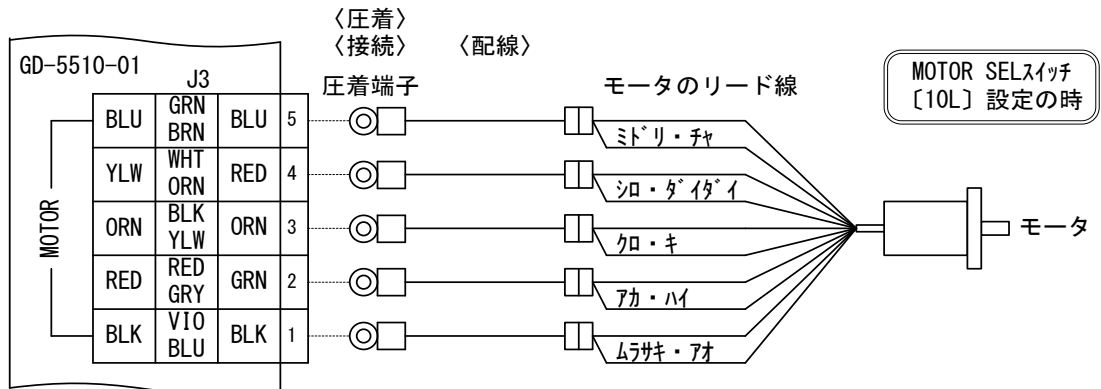 〈圧着〉
〈接続〉 〈配線〉
GD-5510-01
J3
圧着端子
モータのリード線
MOTOR SELスイッチ
〔10L〕設定の時
MOTOR
BLU GRN BRN BLU 5
ミドリ・チャ
YLW WHT ORN RED 4
シロ・ダイダイ
ORN BLK YLW ORN 3
クロ・キ
モータ
RED RED GRY GRN 2
アカ・ハイ
BLK VIO BLU BLK 1
ムラサキ・アオ